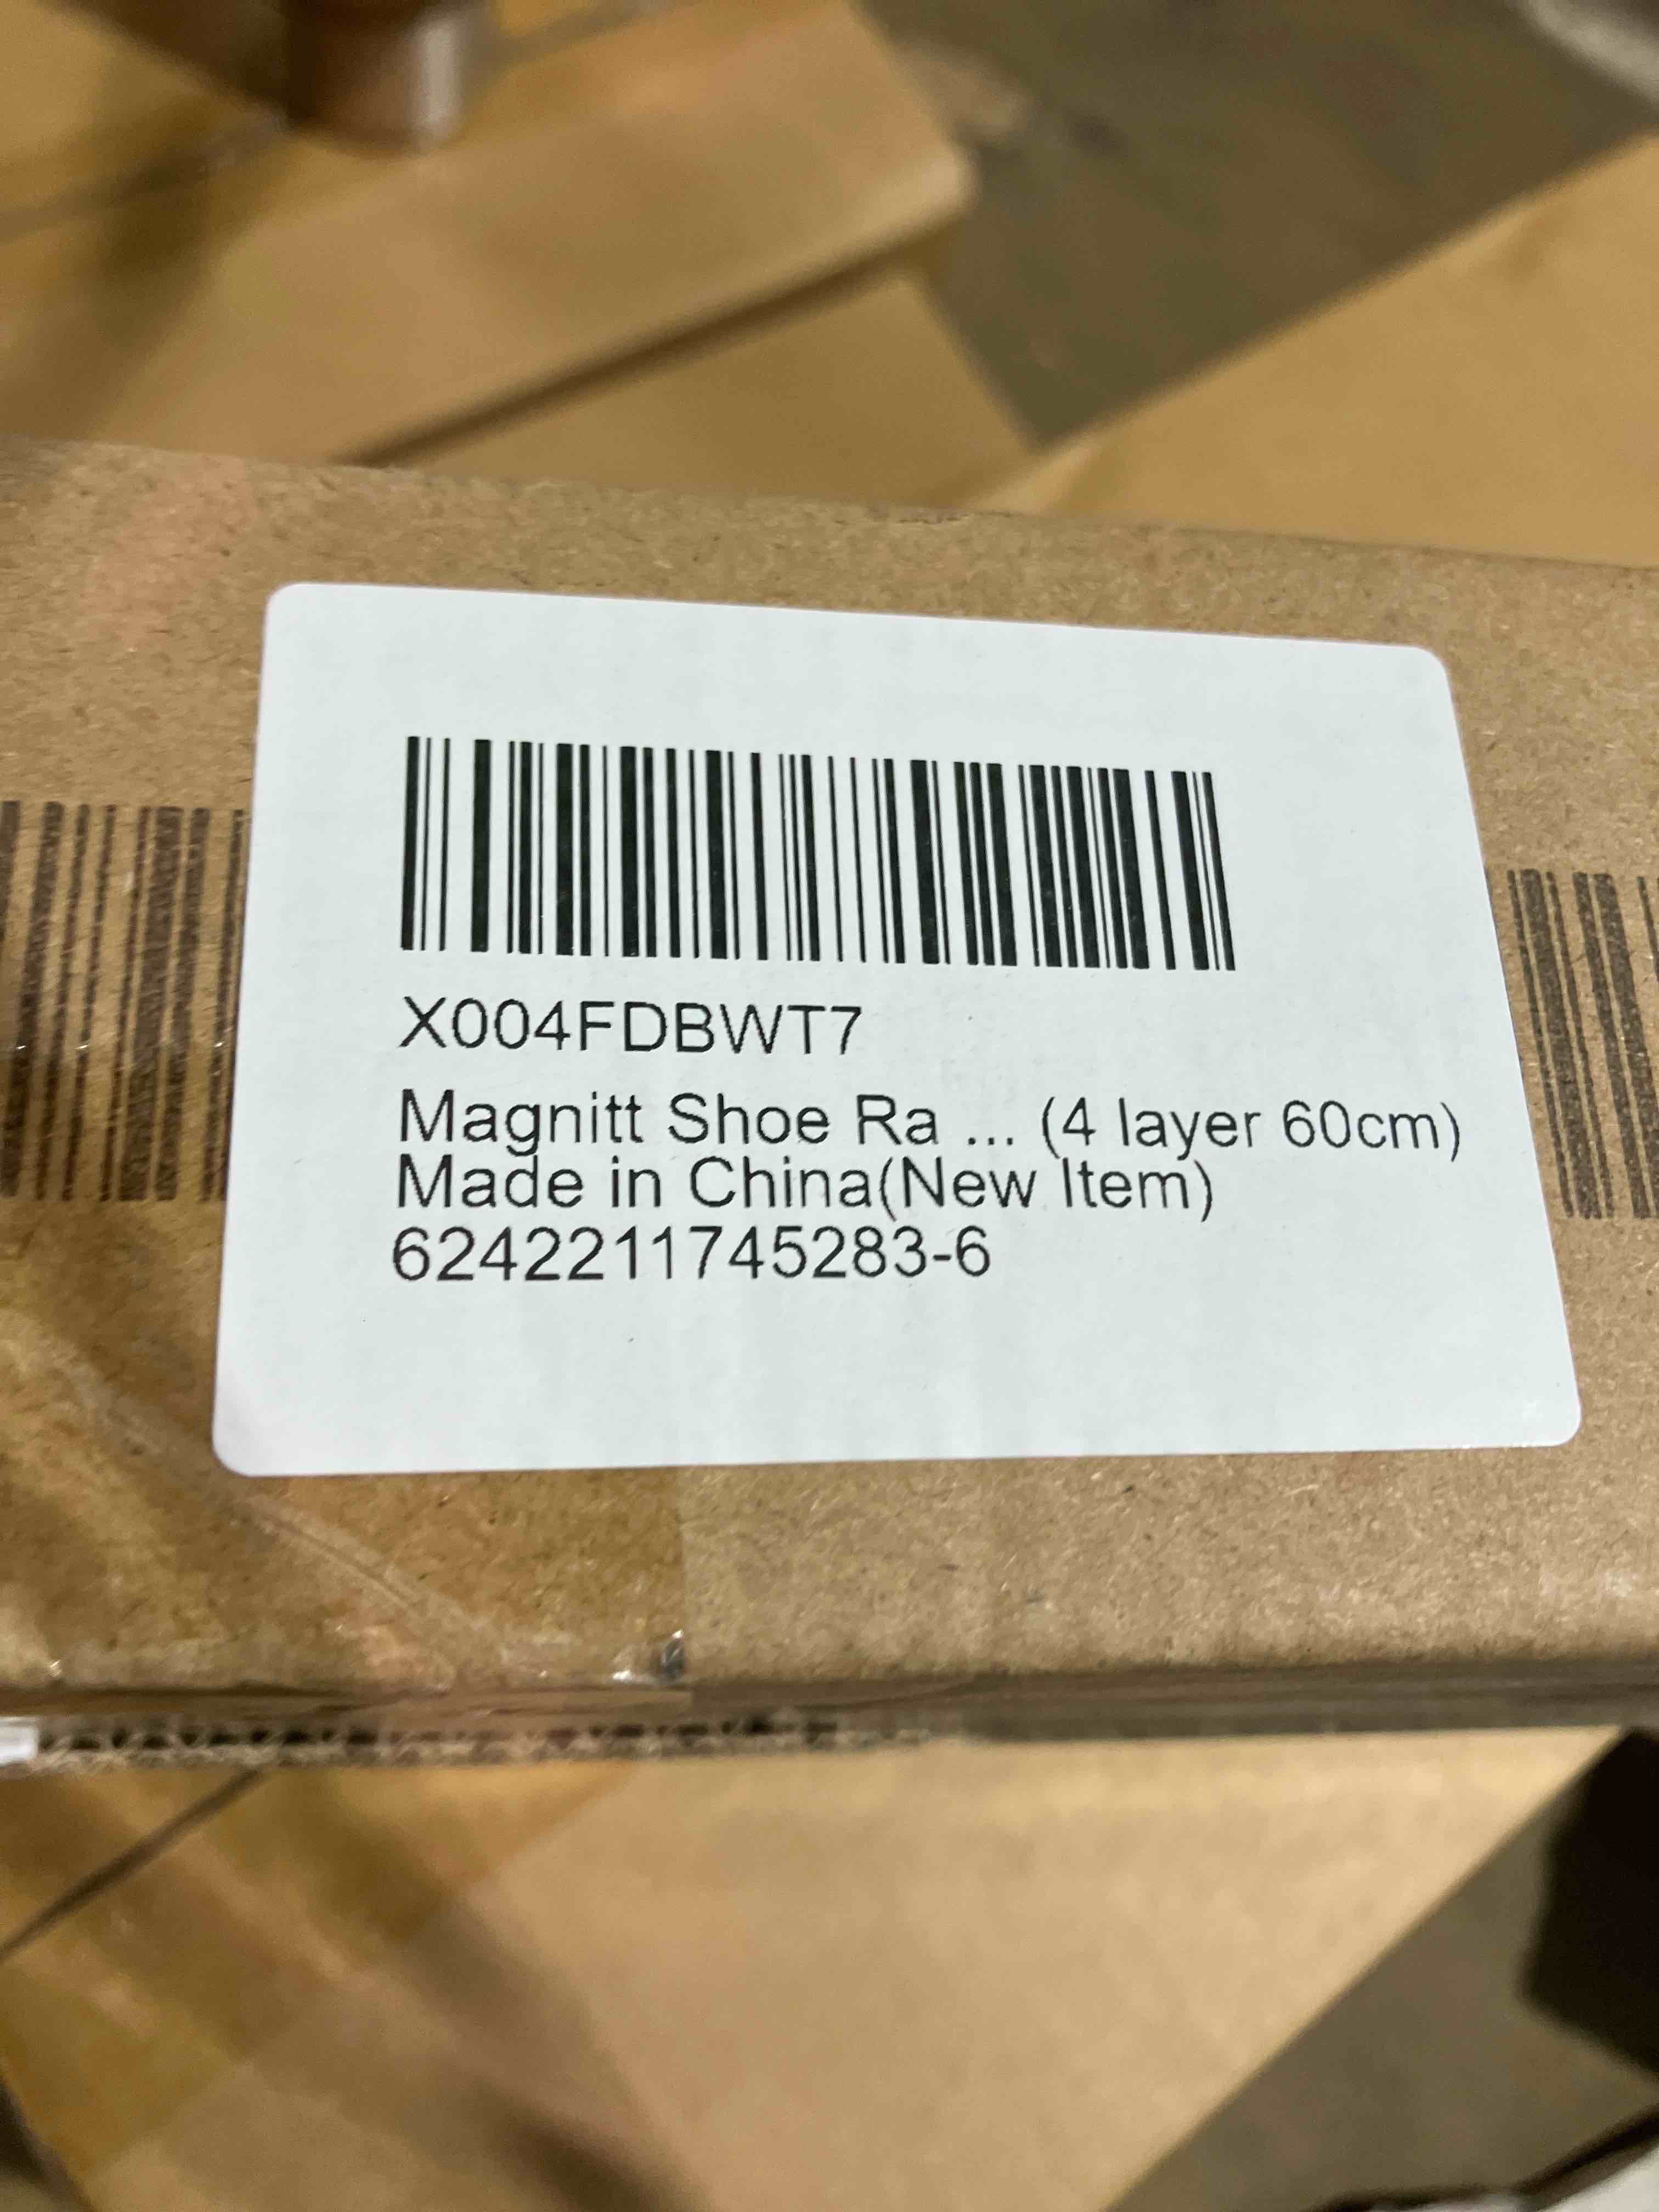 X004FDBWT7
Magnitt Shoe Ra ... (4 layer 60cm)
Made in China(New Item)
6242211745283-6